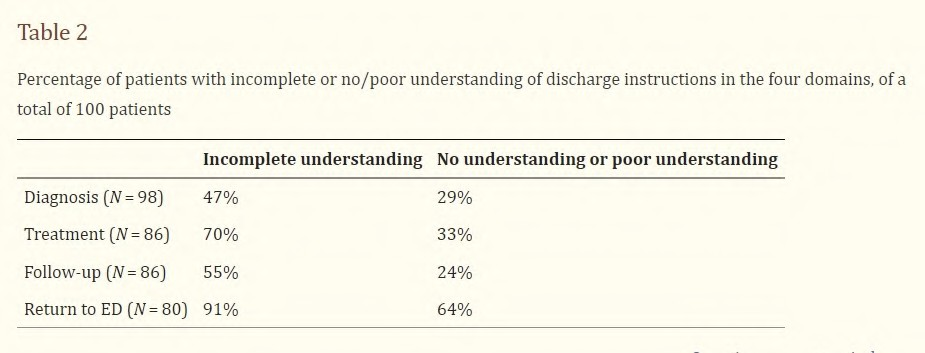 Table 2
Percentage of patients with incomplete or no/poor understanding of discharge instructions in the four domains, of a
total of 100 patients
Incomplete understanding No understanding or poor understanding
Diagnosis (N = 98) 47% 29%
Treatment (N = 86) 70% 33%
Follow-up (N = 86) 55% 24%
Return to ED (N = 80) 91% 64%